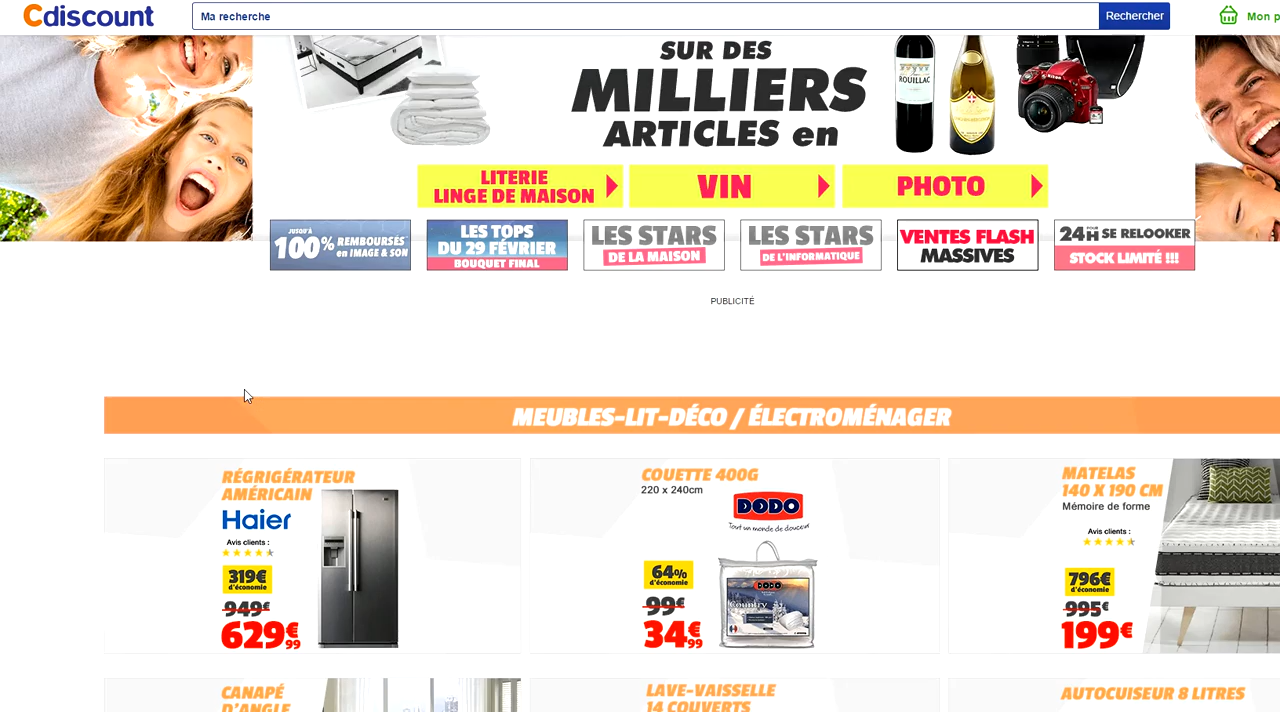 Cdiscount
Ma recherche
Rechercher
Mon p
SUR DES
MILLIERS
ARTICLES en
ROUILLAC
LITERIE
LINGE DE MAISON
VIN
PHOTO
JUSQU'À
100% REMBOURSÉS
en IMAGE & SON
LES TOPS
DU 29 FÉVRIER
BOUQUET FINAL
LES STARS
DE LA MAISON
LES STARS
DE L'INFORMATIQUE
VENTES FLASH
MASSIVES
24H SE RELOOKER
STOCK LIMITÉ !!!
PUBLICITÉ
MEUBLES-LIT-DÉCO / ÉLECTROMÉNAGER
RÉGRIGÉRATEUR
AMÉRICAIN
Haier
Avis clients :
319€
d'économie
949€
629€99
COUETTE 400G
220 x 240cm
DODO
Tout un monde de douceur
64%
d'économie
99€
34€99
DODO
Country
MATELAS
140 X 190 CM
Mémoire de forme
Avis clients :
796€
d'économie
995€
199€
CANAPÉ
D'ANGLE
LAVE-VAISSELLE
14 COUVERTS
AUTOCUISEUR 8 LITRES